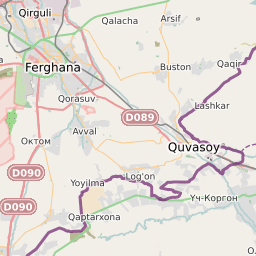 Qirguli
Qalacha
Arsif
Ferghana
Buston
Qaqir
Qorasuv
Lashkar
D089
Avval
Октом
Quvasoy
D090
Yoyilma
Log'on
Уч-Коргон
D090
Qaptarxona